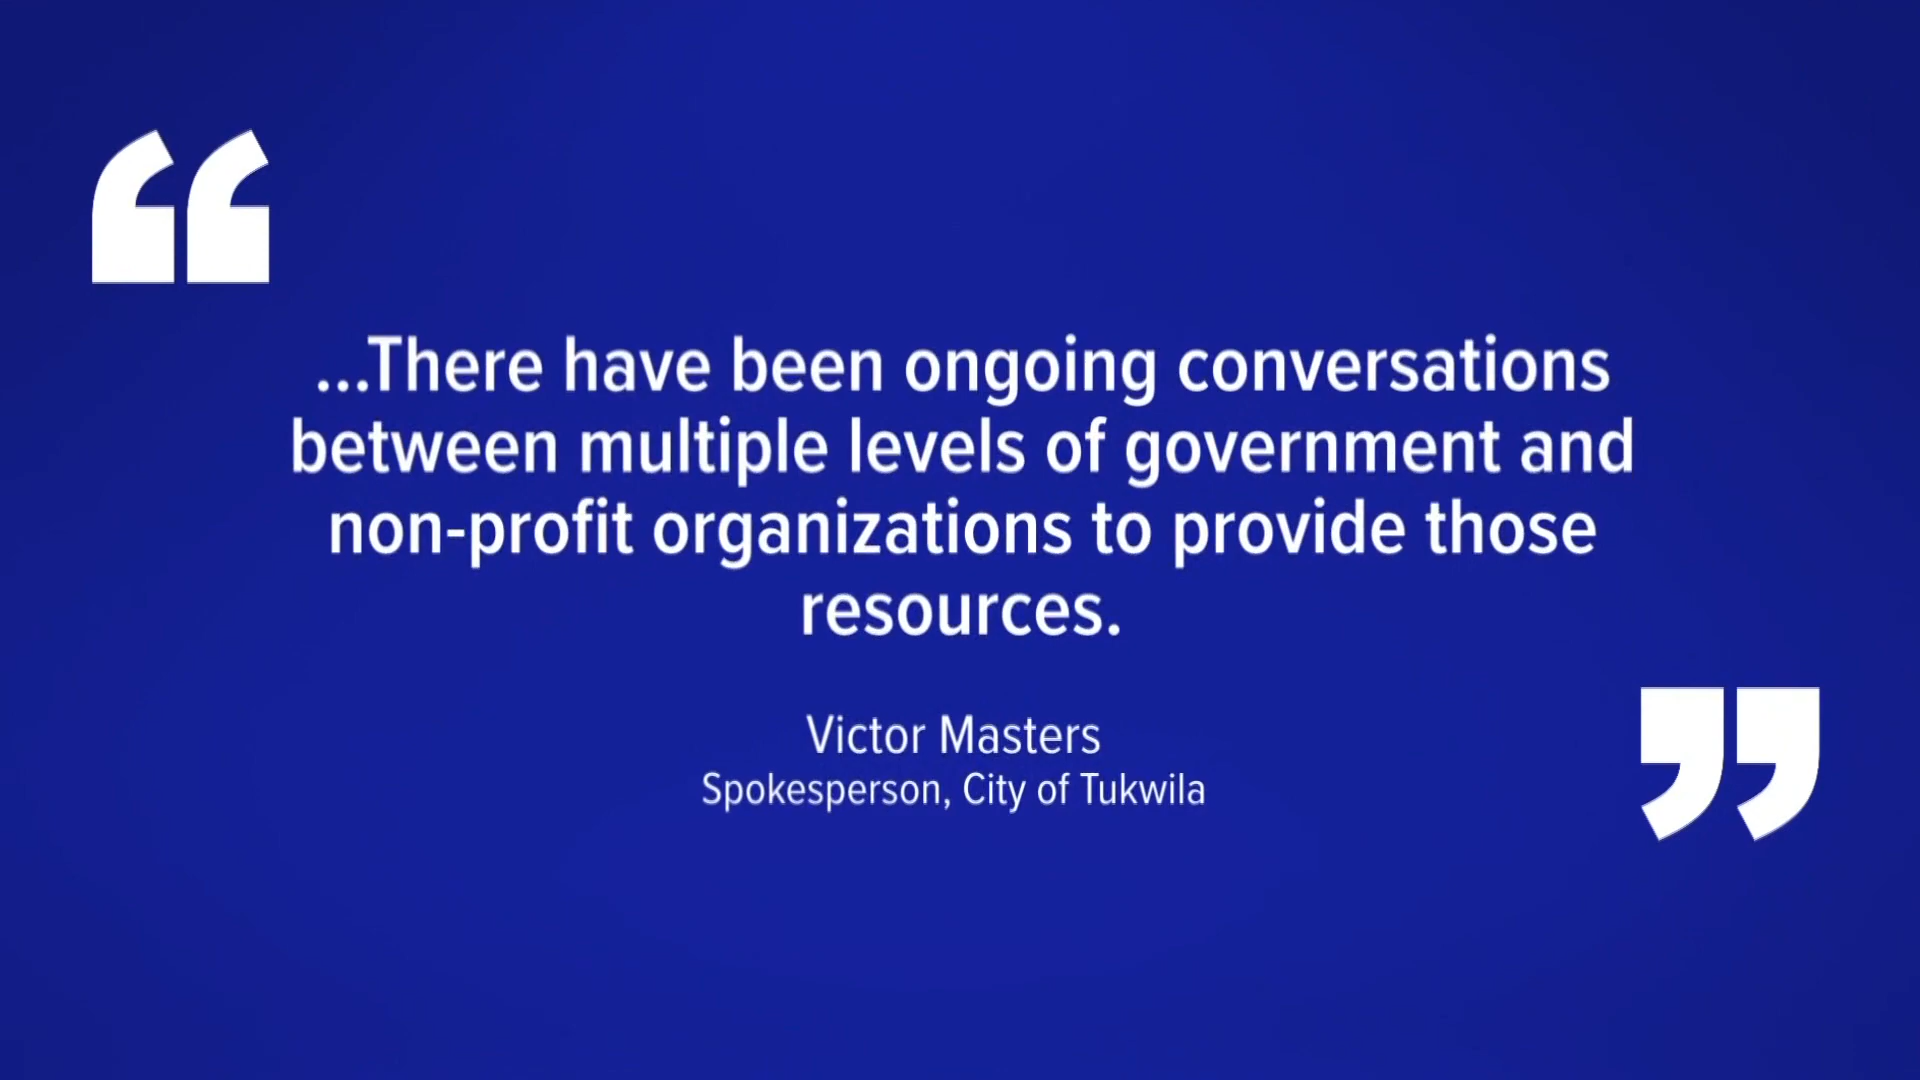 “
...There have been ongoing conversations
between multiple levels of government and
non-profit organizations to provide those
resources.
”
Victor Masters
Spokesperson, City of Tukwila